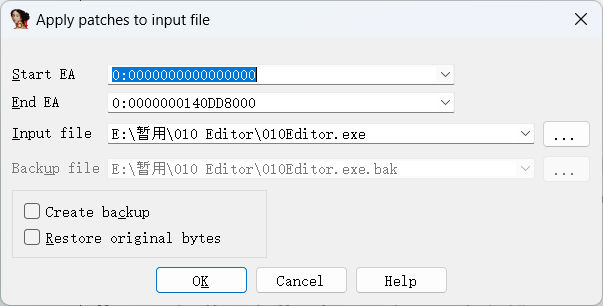 Apply patches to input file
Start EA 0:0000000000000000
End EA 0:0000000140DD8000
Input file E:\暂用\010 Editor\010Editor.exe ...
Backup file E:\暂用\010 Editor\010Editor.exe.bak ...
Create backup
Restore original bytes
OK Cancel Help